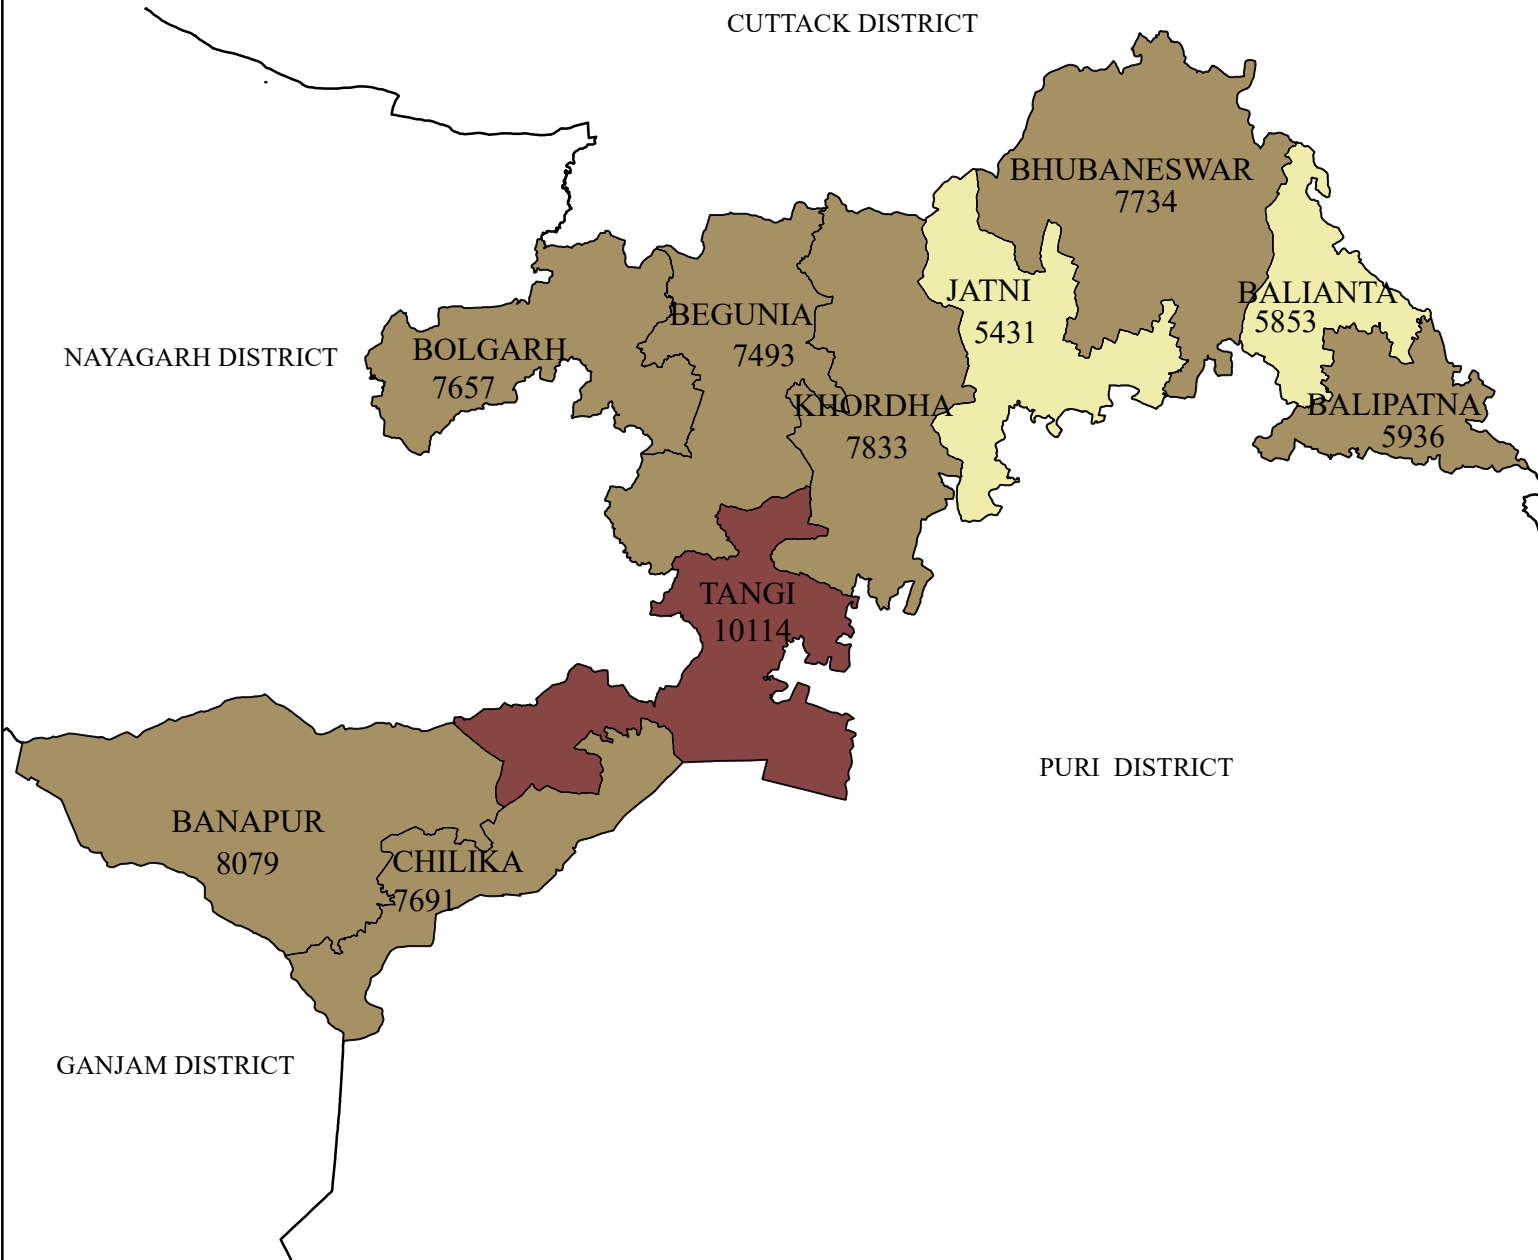 CUTTACK DISTRICT
BHUBANESWAR
7734
JATNI
5431
BALIANTA
5853
BEGUNIA
7493
NAYAGARH DISTRICT
BOLGARH
7657
KHORDHA
7833
BALIPATNA
5936
TANGI
10114
PURI  DISTRICT
BANAPUR
8079
CHILIKA
7691
GANJAM DISTRICT